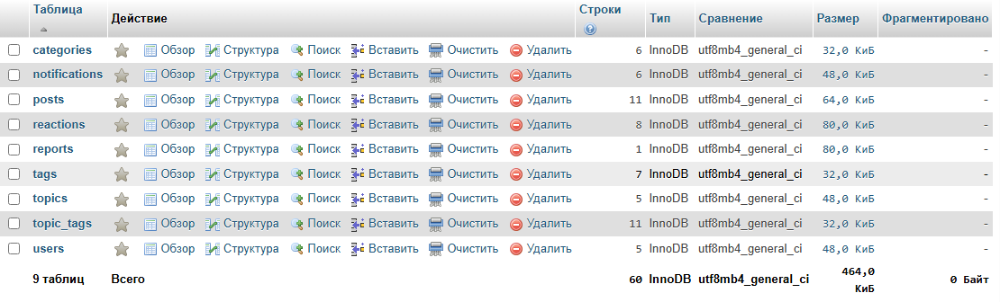 Таблица Действие Строки Тип Сравнение Размер Фрагментировано
categories Обзор Структура Поиск Вставить Очистить Удалить 6 InnoDB utf8mb4_general_ci 32,0 КиБ -
notifications Обзор Структура Поиск Вставить Очистить Удалить 6 InnoDB utf8mb4_general_ci 48,0 КиБ -
posts Обзор Структура Поиск Вставить Очистить Удалить 11 InnoDB utf8mb4_general_ci 64,0 КиБ -
reactions Обзор Структура Поиск Вставить Очистить Удалить 8 InnoDB utf8mb4_general_ci 80,0 КиБ -
reports Обзор Структура Поиск Вставить Очистить Удалить 1 InnoDB utf8mb4_general_ci 80,0 КиБ -
tags Обзор Структура Поиск Вставить Очистить Удалить 7 InnoDB utf8mb4_general_ci 32,0 КиБ -
topics Обзор Структура Поиск Вставить Очистить Удалить 5 InnoDB utf8mb4_general_ci 48,0 КиБ -
topic_tags Обзор Структура Поиск Вставить Очистить Удалить 11 InnoDB utf8mb4_general_ci 32,0 КиБ -
users Обзор Структура Поиск Вставить Очистить Удалить 5 InnoDB utf8mb4_general_ci 48,0 КиБ -
9 таблиц Всего 60 InnoDB utf8mb4_general_ci 464,0 КиБ 0 Байт